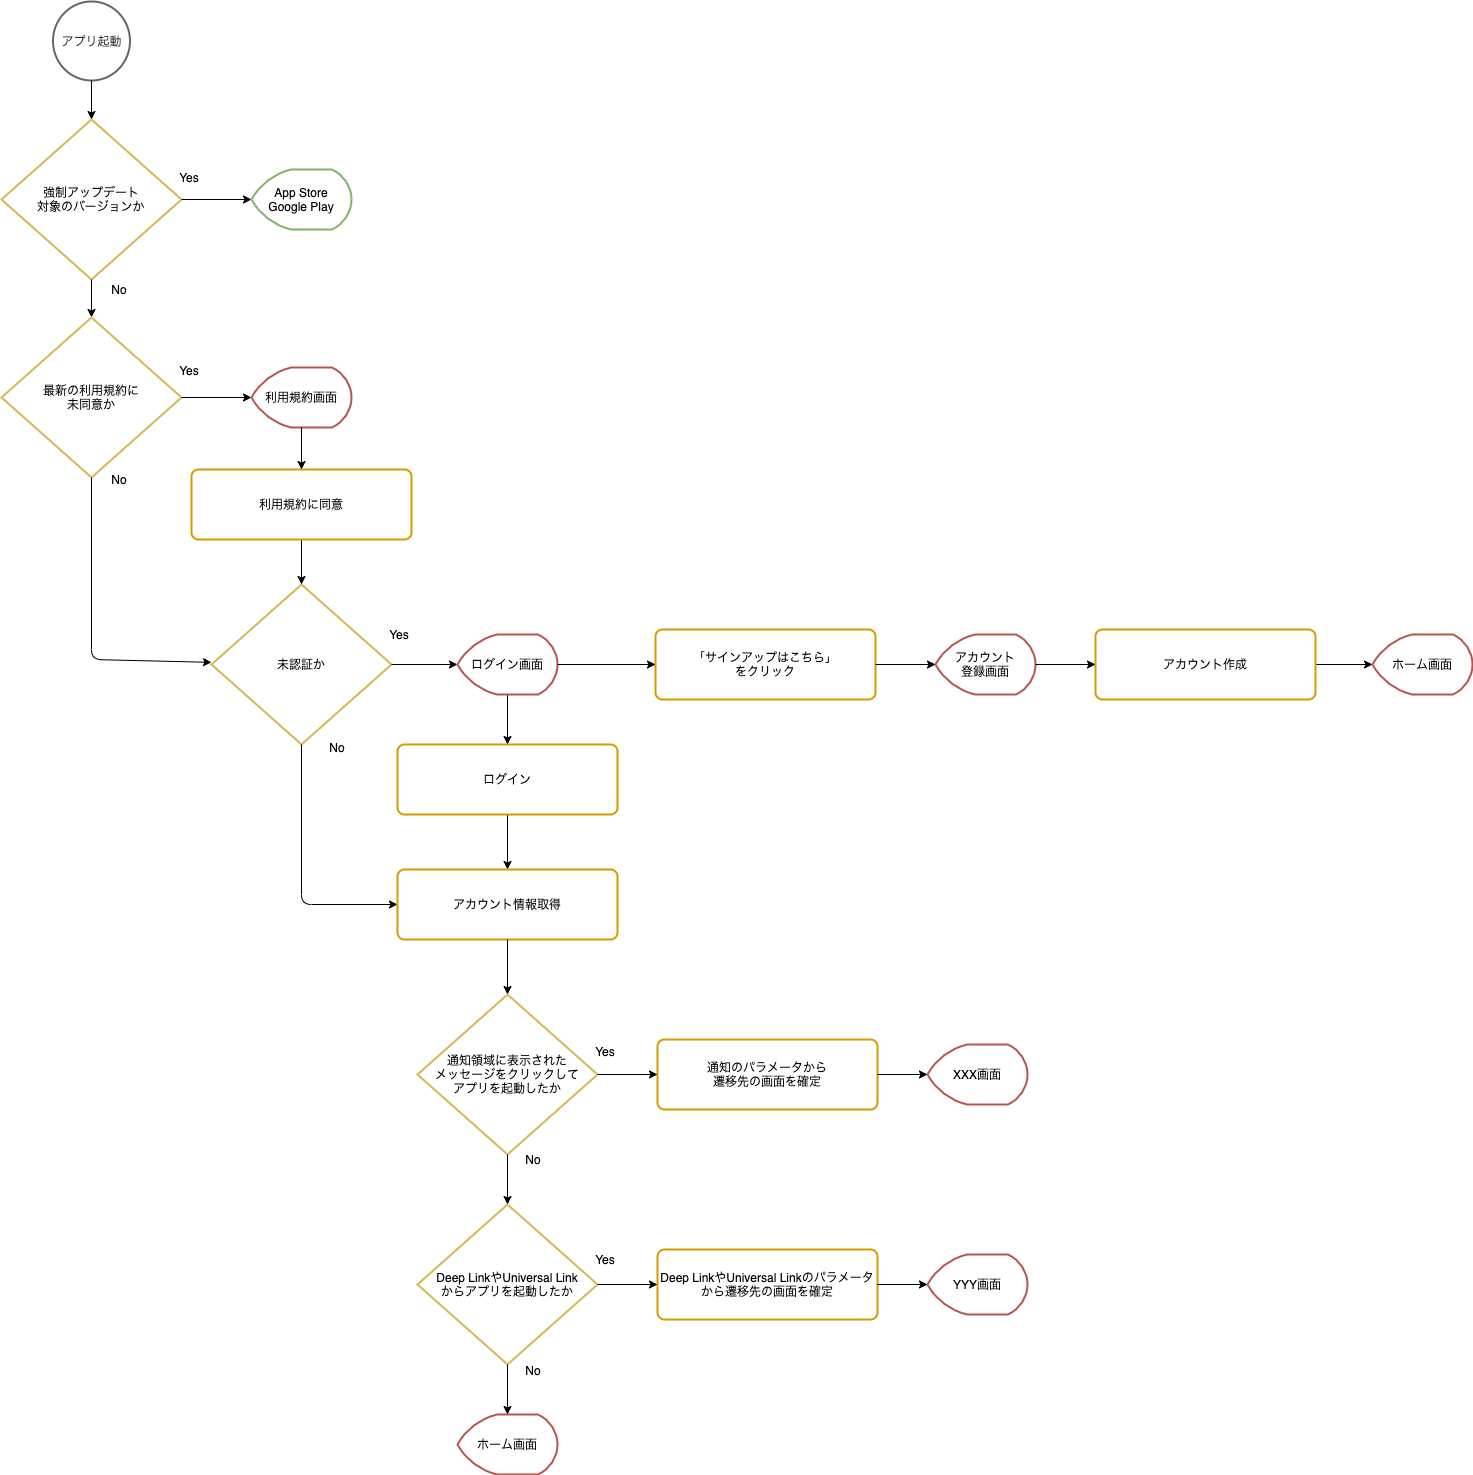 アプリ起動
強制アップデート
対象のバージョンか
Yes
App Store
Google Play
No
最新の利用規約に
未同意か
Yes
利用規約画面
No
利用規約に同意
未認証か
Yes
ログイン画面
「サインアップはこちら」
をクリック
アカウント
登録画面
アカウント作成
ホーム画面
No
ログイン
アカウント情報取得
通知領域に表示された
メッセージをクリックして
アプリを起動したか
Yes
通知のパラメータから
遷移先の画面を確定
XXX画面
No
Deep LinkやUniversal Link
からアプリを起動したか
Yes
Deep LinkやUniversal Linkのパラメータ
から遷移先の画面を確定
YYY画面
No
ホーム画面